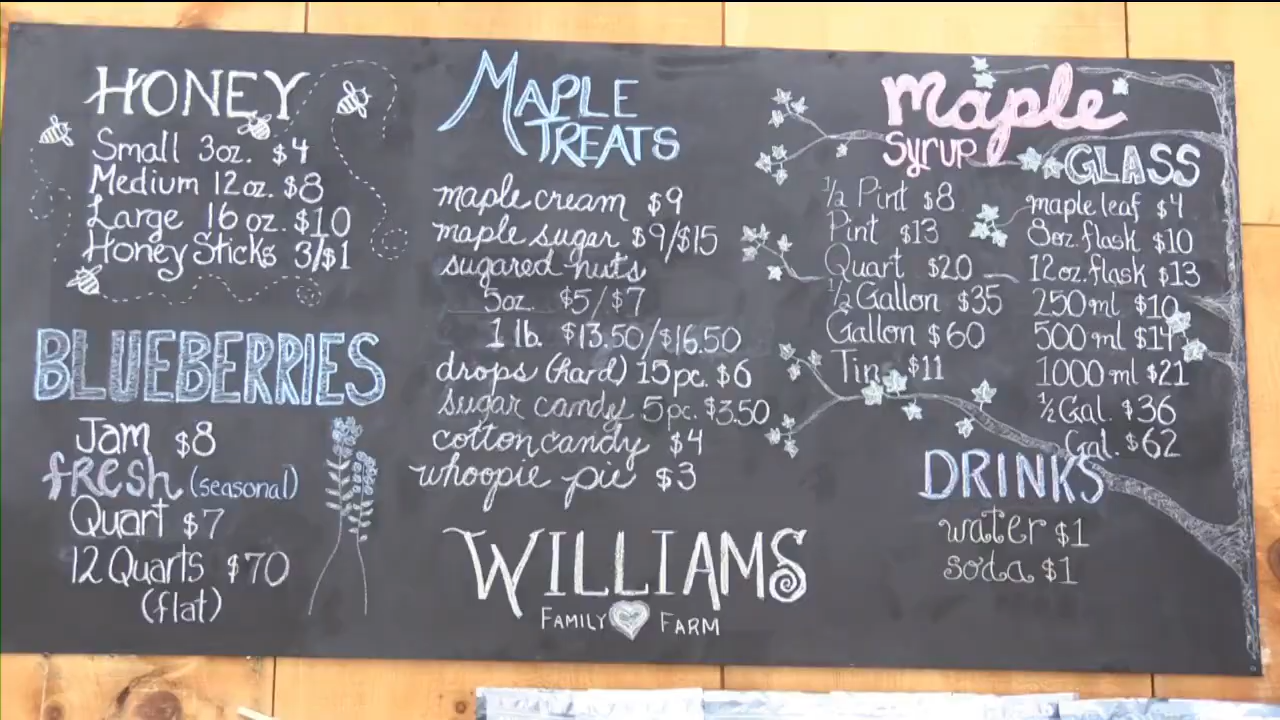 HONEY
Small 3oz. $4
Medium 12oz. $8
Large 16oz. $10
Honey Sticks 3/$1
BLUEBERRIES
Jam $8
fresh (seasonal)
Quart $7
12 Quarts $70
(flat)
MAPLE
TREATS
maple cream $9
maple sugar $9/$15
sugared nuts
5oz. $5/$7
1 lb. $13.50/$16.50
drops (hard) 15pc. $6
sugar candy 5pc. $3.50
cotton candy $4
whoopie pie $3
WILLIAMS
FAMILY FARM
Maple
Syrup
1/2 Pint $8
Pint $13
Quart $20
1/2 Gallon $35
Gallon $60
Tin $11
GLASS
maple leaf $4
8oz. flask $10
12oz. flask $13
250ml $10
500ml $14
1000ml $21
1/2 Gal. $36
Gal. $62
DRINKS
water $1
soda $1